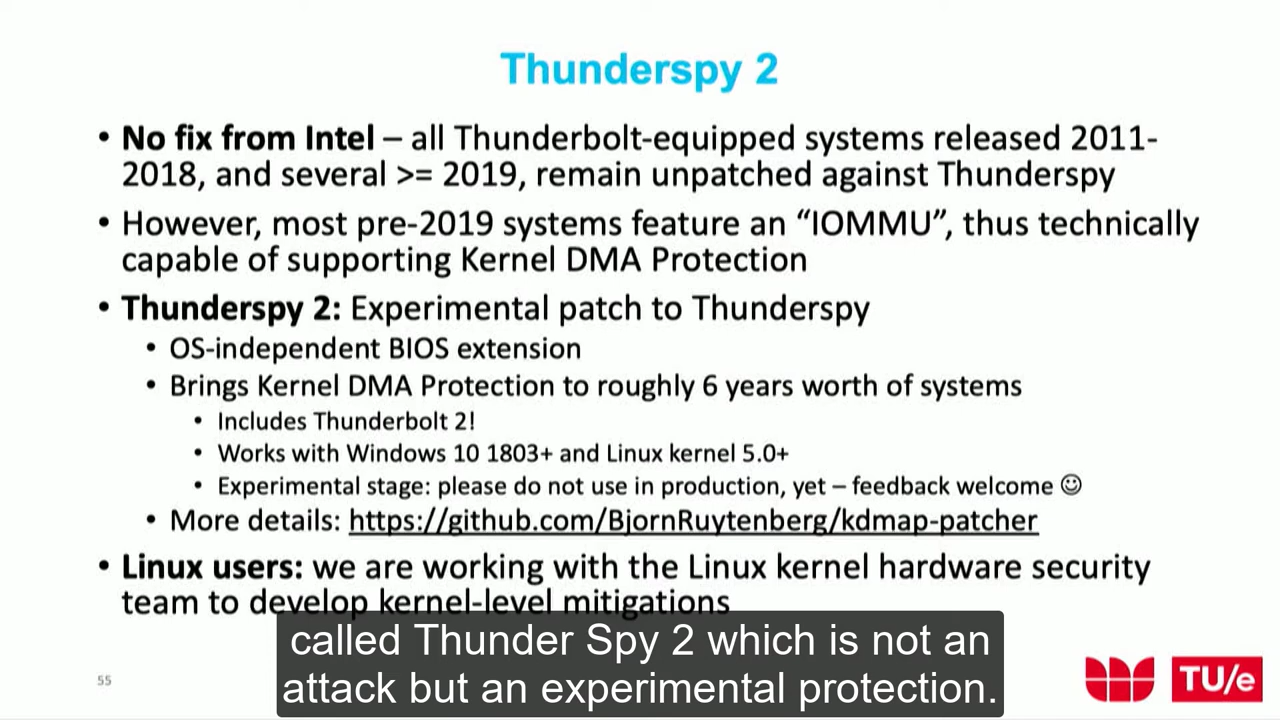 Thunderspy 2
• No fix from Intel – all Thunderbolt-equipped systems released 2011-
2018, and several >= 2019, remain unpatched against Thunderspy
• However, most pre-2019 systems feature an “IOMMU”, thus technically
capable of supporting Kernel DMA Protection
• Thunderspy 2: Experimental patch to Thunderspy
• OS-independent BIOS extension
• Brings Kernel DMA Protection to roughly 6 years worth of systems
• Includes Thunderbolt 2!
• Works with Windows 10 1803+ and Linux kernel 5.0+
• Experimental stage: please do not use in production, yet – feedback welcome ☺
• More details: https://github.com/BjornRuytenberg/kdmap-patcher
• Linux users: we are working with the Linux kernel hardware security
team to develop kernel-level mitigations
called Thunder Spy 2 which is not an
attack but an experimental protection.
55
TU/e